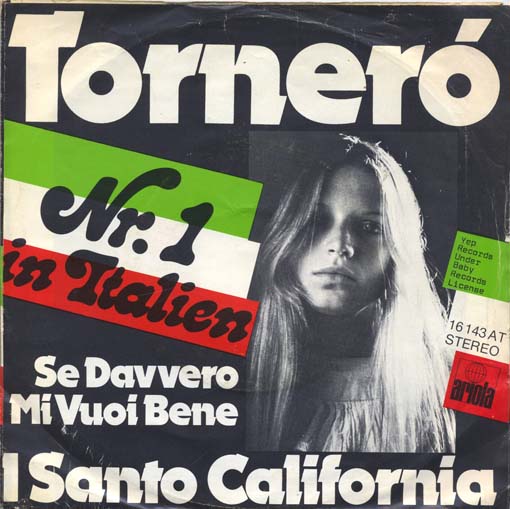 Torneró
Nr. 1
in Italien
Yep
Records
Under
Baby
Records
License
16 143 AT
STEREO
ariola
Se Davvero
Mi Vuoi Bene
I Santo California